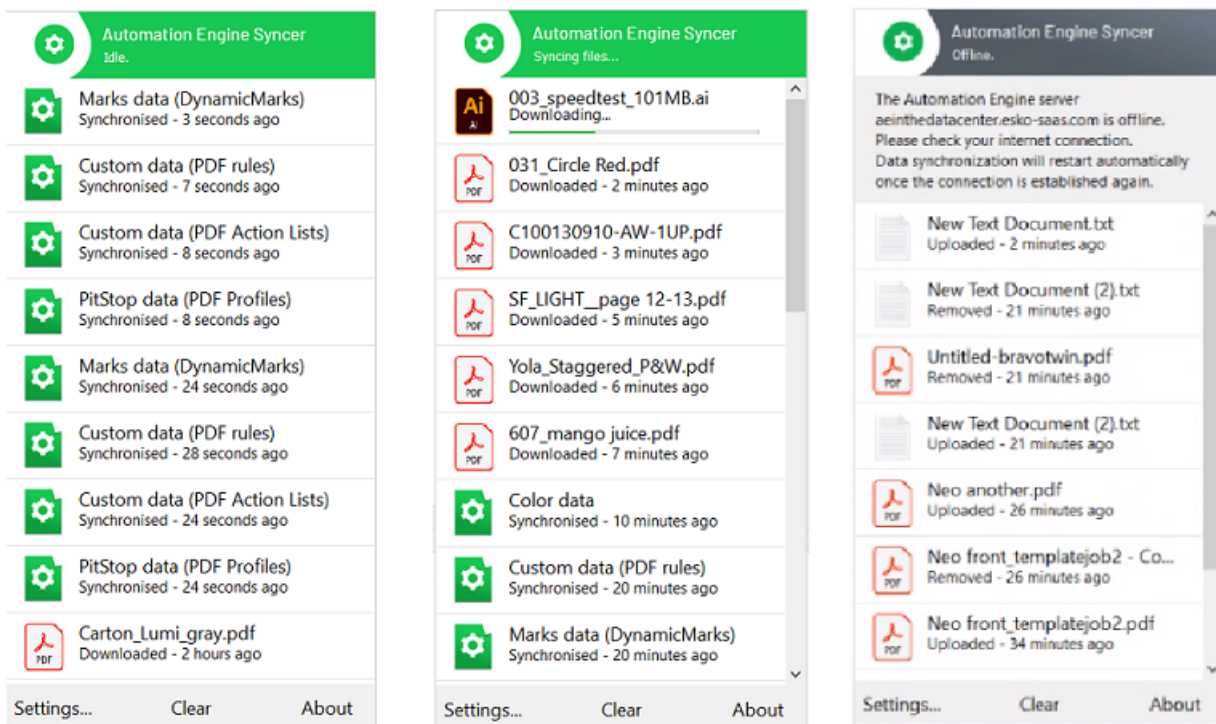 Automation Engine Syncer
Idle.
Marks data (DynamicMarks)
Synchronised - 3 seconds ago
Custom data (PDF rules)
Synchronised - 7 seconds ago
Custom data (PDF Action Lists)
Synchronised - 8 seconds ago
PitStop data (PDF Profiles)
Synchronised - 8 seconds ago
Marks data (DynamicMarks)
Synchronised - 24 seconds ago
Custom data (PDF rules)
Synchronised - 28 seconds ago
Custom data (PDF Action Lists)
Synchronised - 24 seconds ago
PitStop data (PDF Profiles)
Synchronised - 24 seconds ago
PDF
Carton_Lumi_gray.pdf
Downloaded - 2 hours ago
Settings... Clear About
Automation Engine Syncer
Syncing files...
Ai
AI
003_speedtest_101MB.ai
Downloading...
PDF
031_Circle Red.pdf
Downloaded - 2 minutes ago
PDF
C100130910-AW-1UP.pdf
Downloaded - 3 minutes ago
PDF
SF_LIGHT__page 12-13.pdf
Downloaded - 5 minutes ago
PDF
Yola_Staggered_P&W.pdf
Downloaded - 6 minutes ago
PDF
607_mango juice.pdf
Downloaded - 7 minutes ago
Color data
Synchronised - 10 minutes ago
Custom data (PDF rules)
Synchronised - 20 minutes ago
Marks data (DynamicMarks)
Synchronised - 20 minutes ago
Settings... Clear About
Automation Engine Syncer
Offline.
The Automation Engine server
aeinthedatacenter.esko-saas.com is offline.
Please check your internet connection.
Data synchronization will restart automatically
once the connection is established again.
New Text Document.txt
Uploaded - 2 minutes ago
New Text Document (2).txt
Removed - 21 minutes ago
PDF
Untitled-bravotwin.pdf
Removed - 21 minutes ago
New Text Document (2).txt
Uploaded - 21 minutes ago
PDF
Neo another.pdf
Uploaded - 26 minutes ago
PDF
Neo front_templatejob2 - Co...
Removed - 26 minutes ago
PDF
Neo front_templatejob2.pdf
Uploaded - 34 minutes ago
Settings... Clear About